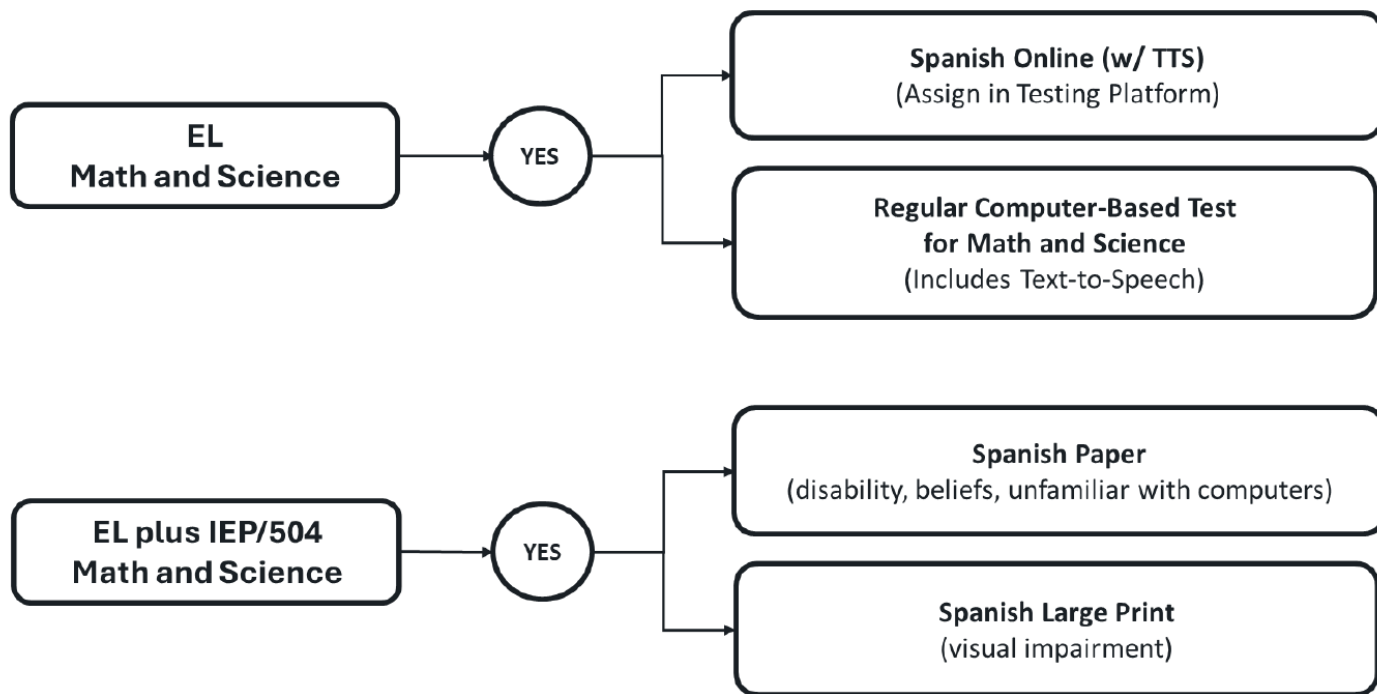 EL
Math and Science
YES
Spanish Online (w/ TTS)
(Assign in Testing Platform)
Regular Computer-Based Test
for Math and Science
(Includes Text-to-Speech)
EL plus IEP/504
Math and Science
YES
Spanish Paper
(disability, beliefs, unfamiliar with computers)
Spanish Large Print
(visual impairment)